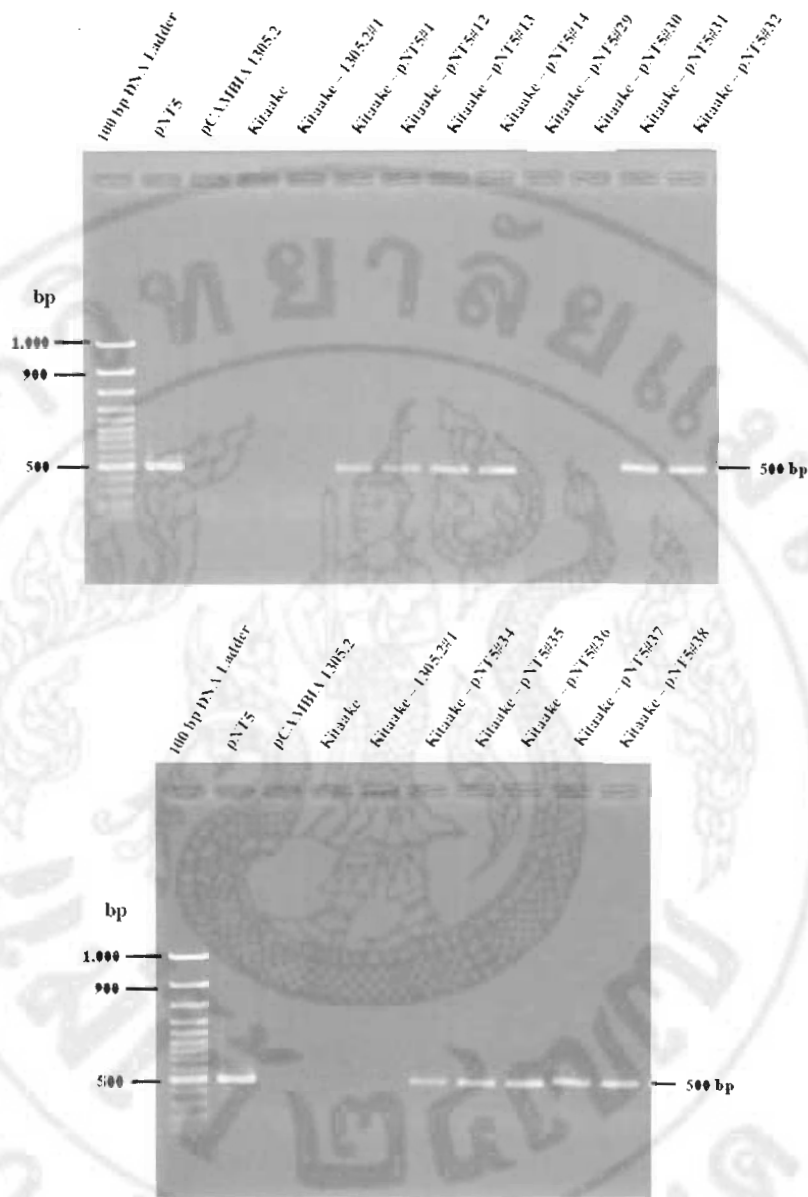 100 bp DNA Ladder
pNT5
pCAMBIA 1305.2
Kitaake
Kitaake – 1305.2#1
Kitaake – pNT5#1
Kitaake – pNT5#12
Kitaake – pNT5#13
Kitaake – pNT5#14
Kitaake – pNT5#29
Kitaake – pNT5#30
Kitaake – pNT5#31
Kitaake – pNT5#32
bp
1.000
900
500
500 bp
100 bp DNA Ladder
pNT5
pCAMBIA 1305.2
Kitaake
Kitaake – 1305.2#1
Kitaake – pNT5#34
Kitaake – pNT5#35
Kitaake – pNT5#36
Kitaake – pNT5#37
Kitaake – pNT5#38
bp
1.000
900
500
500 bp